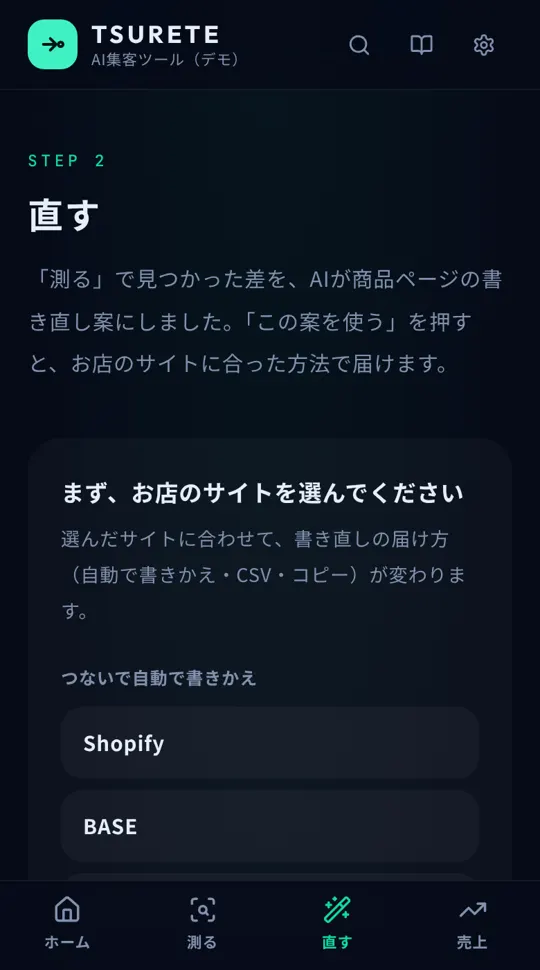 TSURETE
AI集客ツール（デモ）
STEP 2
直す
「測る」で見つかった差を、AIが商品ページの書
き直し案にしました。「この案を使う」を押す
と、お店のサイトに合った方法で届けます。
まず、お店のサイトを選んでください
選んだサイトに合わせて、書き直しの届け方
（自動で書きかえ・CSV・コピー）が変わりま
す。
つないで自動で書きかえ
Shopify
BASE
ホーム
測る
直す
売上